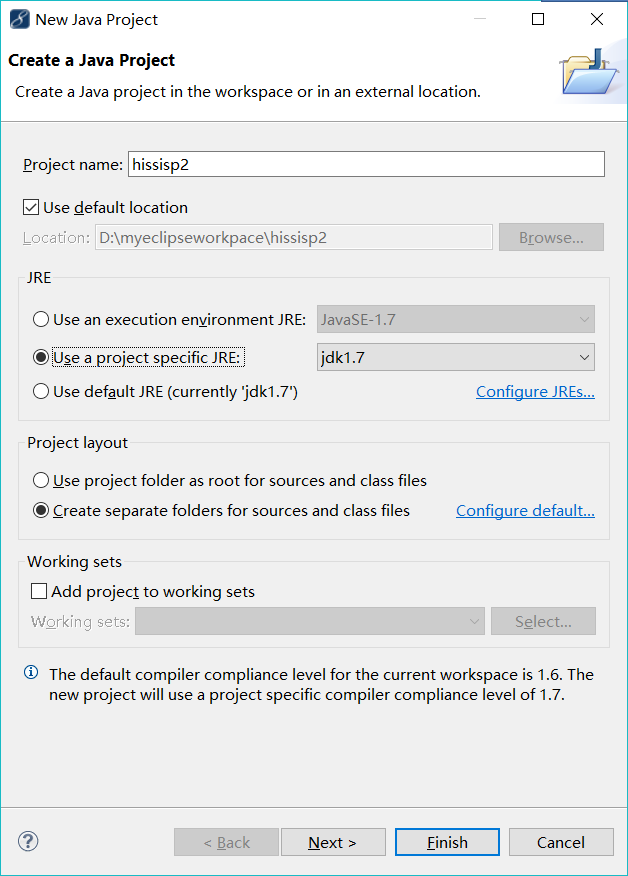 New Java Project
Create a Java Project
Create a Java project in the workspace or in an external location.
Project name: hissisp2
Use default location
Location: D:\myeclipseworkpace\hissisp2 Browse...
JRE
Use an execution environment JRE: JavaSE-1.7
Use a project specific JRE: jdk1.7
Use default JRE (currently 'jdk1.7') Configure JREs...
Project layout
Use project folder as root for sources and class files
Create separate folders for sources and class files Configure default...
Working sets
Add project to working sets
Working sets: Select...
The default compiler compliance level for the current workspace is 1.6. The
new project will use a project specific compiler compliance level of 1.7.
< Back Next > Finish Cancel